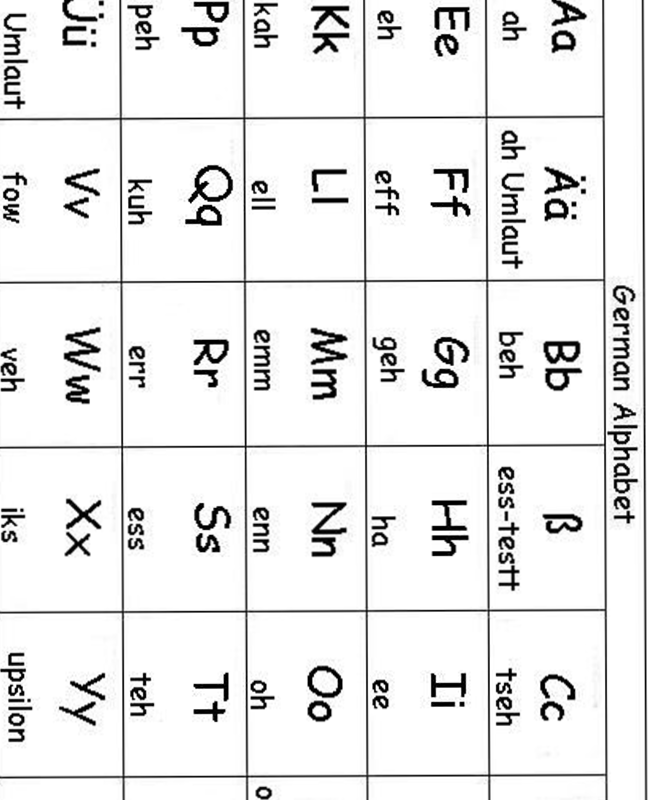 German Alphabet
Aa Ää Bb ß Cc
ah ah Umlaut beh ess-testt tseh
Ee Ff Gg Hh Ii
eh eff geh ha ee
Kk Ll Mm Nn Oo
kah ell emm enn oh o
Pp Qq Rr Ss Tt
peh kuh err ess teh
Üü Vv Ww Xx Yy
Umlaut fow veh iks upsilon